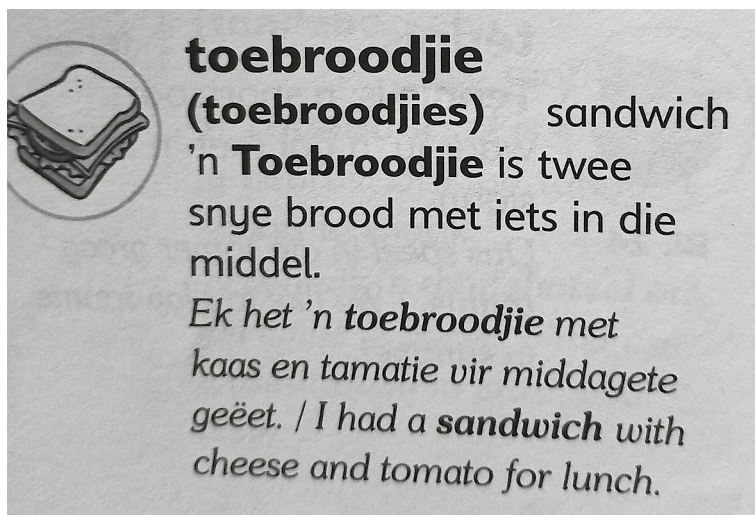 toebroodjie
(toebroodjies) sandwich
’n Toebroodjie is twee
snye brood met iets in die
middel.
Ek het ’n toebroodjie met
kaas en tamatie vir middagete
geëet. / I had a sandwich with
cheese and tomato for lunch.